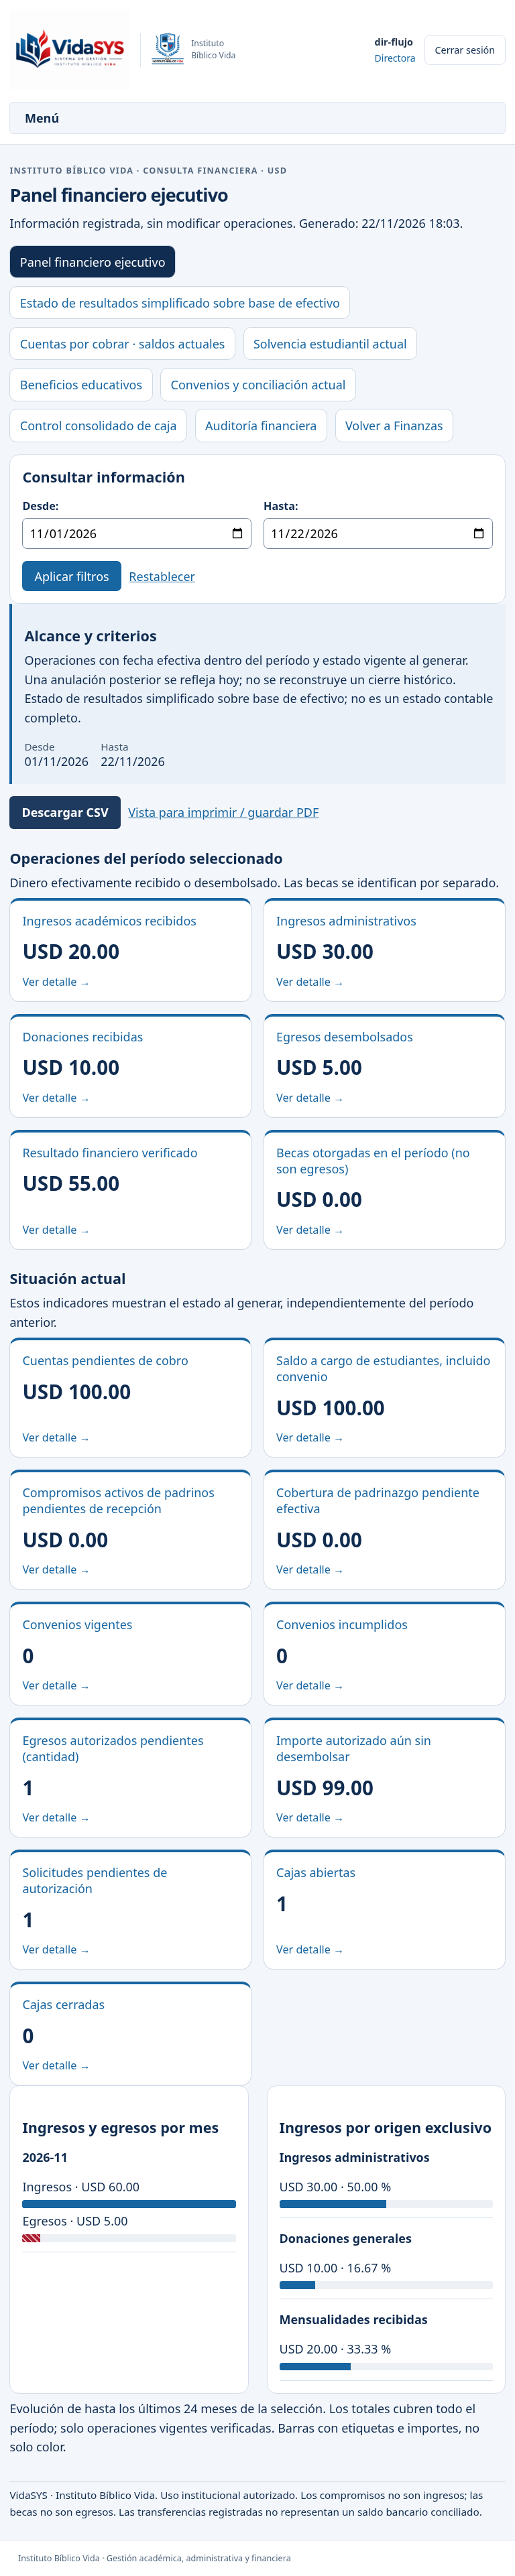 VidaSYS
SISTEMA DE GESTIÓN
INSTITUTO BÍBLICO VIDA
INSTITUTO BÍBLICO VIDA
Instituto
Bíblico Vida
dir-flujo
Directora
Cerrar sesión
Menú
INSTITUTO BÍBLICO VIDA · CONSULTA FINANCIERA · USD
Panel financiero ejecutivo
Información registrada, sin modificar operaciones. Generado: 22/11/2026 18:03.
Panel financiero ejecutivo
Estado de resultados simplificado sobre base de efectivo
Cuentas por cobrar · saldos actuales
Solvencia estudiantil actual
Beneficios educativos
Convenios y conciliación actual
Control consolidado de caja
Auditoría financiera
Volver a Finanzas
Consultar información
Desde:
Hasta:
11/01/2026
11/22/2026
Aplicar filtros
Restablecer
Alcance y criterios
Operaciones con fecha efectiva dentro del período y estado vigente al generar.
Una anulación posterior se refleja hoy; no se reconstruye un cierre histórico.
Estado de resultados simplificado sobre base de efectivo; no es un estado contable
completo.
Desde
Hasta
01/11/2026
22/11/2026
Descargar CSV
Vista para imprimir / guardar PDF
Operaciones del período seleccionado
Dinero efectivamente recibido o desembolsado. Las becas se identifican por separado.
Ingresos académicos recibidos
USD 20.00
Ver detalle →
Ingresos administrativos
USD 30.00
Ver detalle →
Donaciones recibidas
USD 10.00
Ver detalle →
Egresos desembolsados
USD 5.00
Ver detalle →
Resultado financiero verificado
USD 55.00
Ver detalle →
Becas otorgadas en el período (no
son egresos)
USD 0.00
Ver detalle →
Situación actual
Estos indicadores muestran el estado al generar, independientemente del período
anterior.
Cuentas pendientes de cobro
USD 100.00
Ver detalle →
Saldo a cargo de estudiantes, incluido
convenio
USD 100.00
Ver detalle →
Compromisos activos de padrinos
pendientes de recepción
USD 0.00
Ver detalle →
Cobertura de padrinazgo pendiente
efectiva
USD 0.00
Ver detalle →
Convenios vigentes
0
Ver detalle →
Convenios incumplidos
0
Ver detalle →
Egresos autorizados pendientes
(cantidad)
1
Ver detalle →
Importe autorizado aún sin
desembolsar
USD 99.00
Ver detalle →
Solicitudes pendientes de
autorización
1
Ver detalle →
Cajas abiertas
1
Ver detalle →
Cajas cerradas
0
Ver detalle →
Ingresos y egresos por mes
2026-11
Ingresos · USD 60.00
Egresos · USD 5.00
Ingresos por origen exclusivo
Ingresos administrativos
USD 30.00 · 50.00 %
Donaciones generales
USD 10.00 · 16.67 %
Mensualidades recibidas
USD 20.00 · 33.33 %
Evolución de hasta los últimos 24 meses de la selección. Los totales cubren todo el
período; solo operaciones vigentes verificadas. Barras con etiquetas e importes, no
solo color.
VidaSYS · Instituto Bíblico Vida. Uso institucional autorizado. Los compromisos no son ingresos; las
becas no son egresos. Las transferencias registradas no representan un saldo bancario conciliado.
Instituto Bíblico Vida · Gestión académica, administrativa y financiera